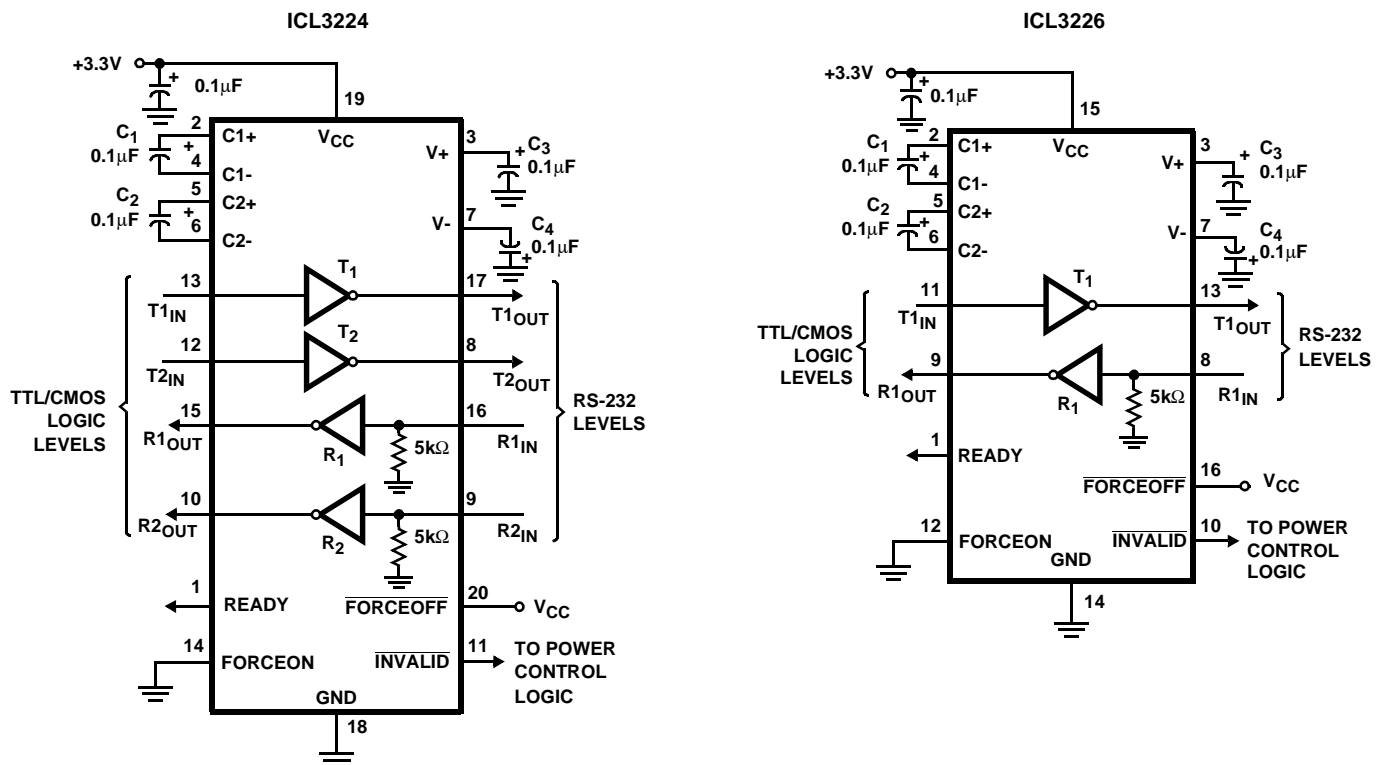 ICL3224
+3.3V
+
0.1μF
19
2
C1+
VCC
3
V+
+
C3
0.1μF
C1
0.1μF
+
4
C1-
5
C2+
C2
0.1μF
+
6
C2-
7
V-
C4
0.1μF
+
13
T1IN
T1
17
T1OUT
12
T2IN
T2
8
T2OUT
TTL/CMOS
LOGIC
LEVELS
RS-232
LEVELS
15
R1OUT
R1
16
5kΩ
R1IN
10
R2OUT
R2
9
5kΩ
R2IN
1
READY
FORCEOFF
20
VCC
14
FORCEON
INVALID
11
TO POWER
CONTROL
LOGIC
GND
18
ICL3226
+3.3V
+
0.1μF
15
2
C1+
VCC
3
V+
+
C3
0.1μF
C1
0.1μF
+
4
C1-
5
C2+
C2
0.1μF
+
6
C2-
7
V-
C4
0.1μF
+
11
T1IN
T1
13
T1OUT
TTL/CMOS
LOGIC
LEVELS
RS-232
LEVELS
9
R1OUT
R1
8
5kΩ
R1IN
1
READY
FORCEOFF
16
VCC
12
FORCEON
INVALID
10
TO POWER
CONTROL
LOGIC
GND
14